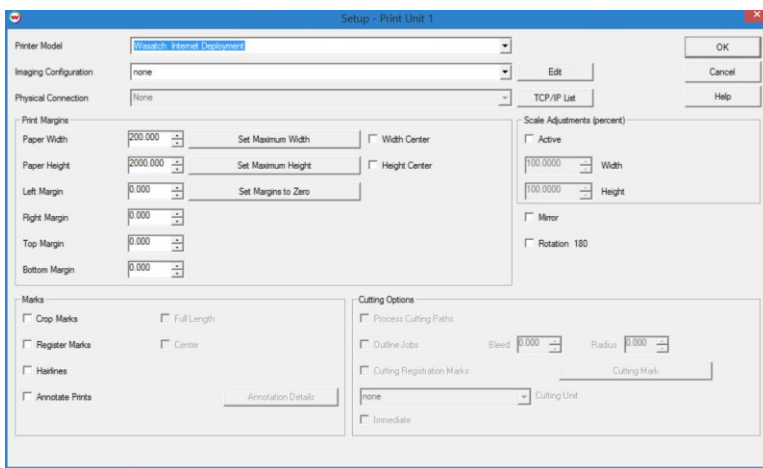 Setup - Print Unit 1
Printer Model Wasatch Internet Deployment OK
Imaging Configuration none Edit Cancel
Physical Connection None TCP/IP List Help
Print Margins Scale Adjustments (percent)
Paper Width 200.000 Set Maximum Width Width Center Active
Paper Height 2000.000 Set Maximum Height Height Center 100.0000 Width
Left Margin 0.000 Set Margins to Zero 100.0000 Height
Right Margin 0.000 Mirror
Top Margin 0.000 Rotation 180
Bottom Margin 0.000
Marks Cutting Options
Crop Marks Full Length Process Cutting Paths
Register Marks Center Outline Jobs Bleed 0.000 Radius 0.000
Hairlines Cutting Registration Marks Cutting Mark
Annotate Prints Annotation Details none Cutting Unit
Immediate